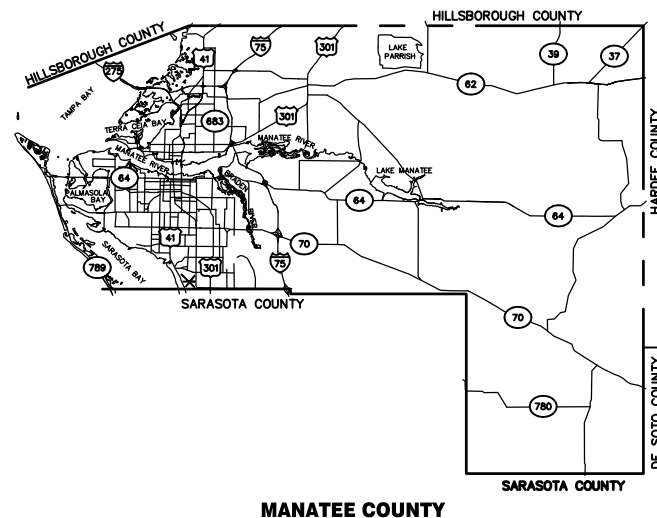 HILLSBOROUGH COUNTY
HILLSBOROUGH COUNTY
41
75
301
LAKE
PARRISH
39
37
275
62
TAMPA BAY
TERRA CEIA BAY
683
301
MANATEE RIVER
MANATEE RIVER
HARDEE COUNTY
64
LAKE MANATEE
BRADEN
RIVER
ALMASOLA
BAY
64
64
41
70
SARASOTA BAY
789
301
75
SARASOTA COUNTY
70
780
DE SOTO COUNTY
SARASOTA COUNTY
MANATEE COUNTY